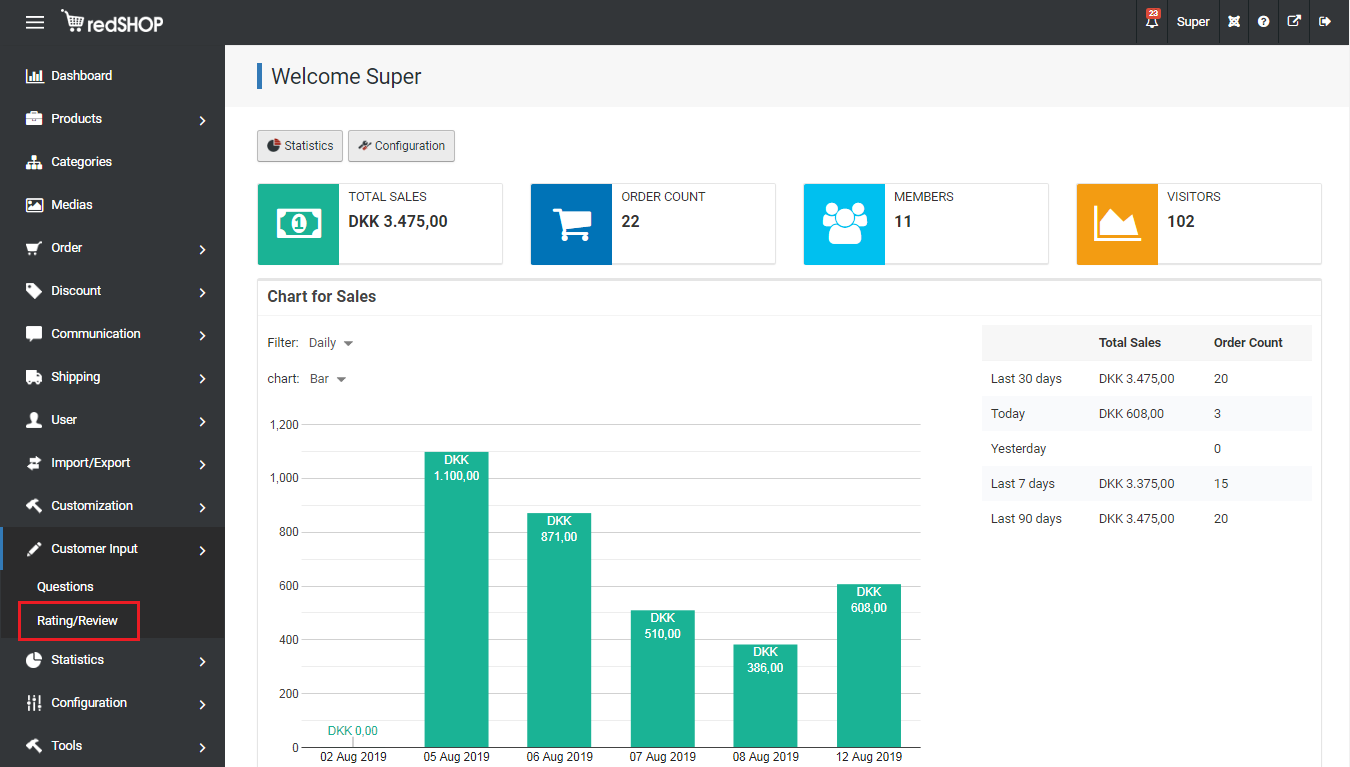 redSHOP
23
Super
Dashboard
Products
Categories
Medias
Order
Discount
Communication
Shipping
User
Import/Export
Customization
Customer Input
Questions
Rating/Review
Statistics
Configuration
Tools
Welcome Super
Statistics
Configuration
TOTAL SALES
DKK 3.475,00
ORDER COUNT
22
MEMBERS
11
VISITORS
102
Chart for Sales
Filter: Daily
chart: Bar
1,200
1,000
800
600
400
200
0
DKK 0,00
DKK
1.100,00
DKK
871,00
DKK
510,00
DKK
386,00
DKK
608,00
02 Aug 2019 05 Aug 2019 06 Aug 2019 07 Aug 2019 08 Aug 2019 12 Aug 2019
Total Sales Order Count
Last 30 days DKK 3.475,00 20
Today DKK 608,00 3
Yesterday 0
Last 7 days DKK 3.375,00 15
Last 90 days DKK 3.475,00 20